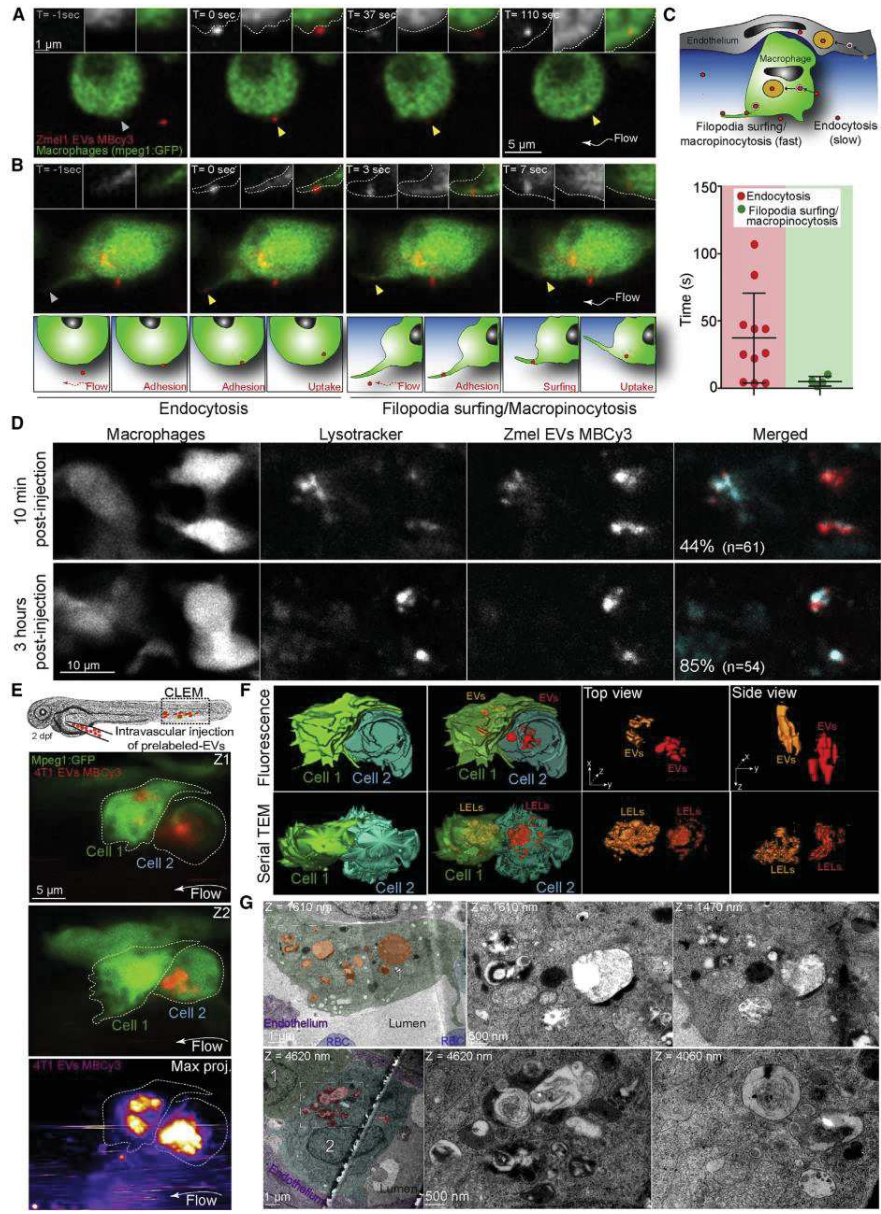 A
T= -1sec
T= 0 sec
T= 37 sec
T= 110 sec
1 µm
Zmel1 EVs MBcy3
Macrophages (mpeg1:GFP)
5 µm
Flow
B
T= -1sec
T= 0 sec
T= 3 sec
T= 7 sec
Flow
Flow
Adhesion
Adhesion
Uptake
Flow
Adhesion
Surfing
Uptake
Endocytosis
Filopodia surfing/Macropinocytosis
C
Endothelium
Macrophage
Filopodia surfing/
macropinocytosis (fast)
Endocytosis
(slow)
Endocytosis
Filopodia surfing/
macropinocytosis
Time (s)
150
100
50
0
D
Macrophages
Lysotracker
Zmel EVs MBCy3
Merged
10 min
post-injection
44% (n=61)
3 hours
post-injection
10 µm
85% (n=54)
E
CLEM
2 dpf
Intravascular injection
of prelabeled-EVs
Mpeg1:GFP
4T1 EVs MBCy3
Z1
Cell 1
Cell 2
5 µm
Flow
Z2
Cell 1
Cell 2
Flow
4T1 EVs MBCy3
Max proj.
Flow
F
Fluorescence
Cell 1
Cell 2
EVs
EVs
Cell 1
Cell 2
Top view
EVs
EVs
x
z
y
Side view
EVs
EVs
x
y
z
Serial TEM
Cell 1
Cell 2
LELs
LELs
Cell 1
Cell 2
LELs
LELs
LELs
LELs
G
Z = 1610 nm
Endothelium
Lumen
RBC
RBC
1 µm
Z = 1610 nm
500 nm
Z = 1470 nm
Z = 4620 nm
1
2
Endothelium
Lumen
1 µm
Z = 4620 nm
500 nm
Z = 4060 nm